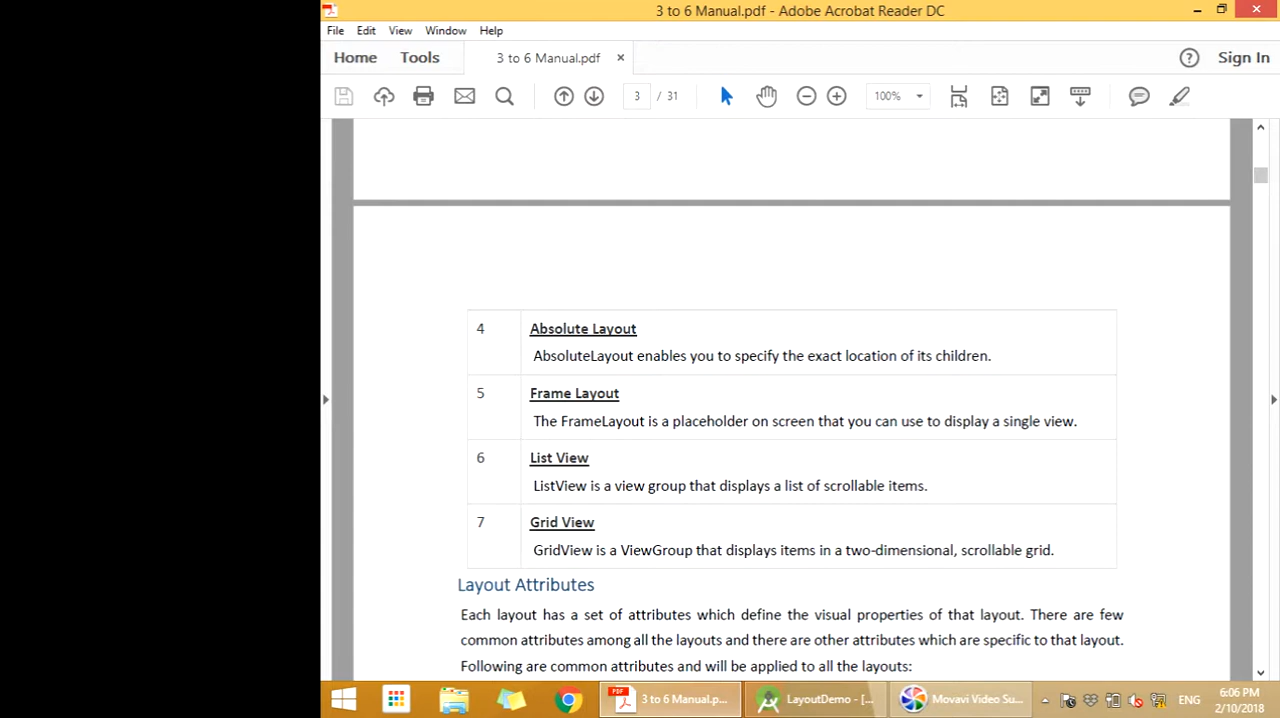 3 to 6 Manual.pdf - Adobe Acrobat Reader DC
File Edit View Window Help
Home Tools 3 to 6 Manual.pdf × Sign In
3 / 31 100%
4 Absolute Layout
AbsoluteLayout enables you to specify the exact location of its children.
5 Frame Layout
The FrameLayout is a placeholder on screen that you can use to display a single view.
6 List View
ListView is a view group that displays a list of scrollable items.
7 Grid View
GridView is a ViewGroup that displays items in a two-dimensional, scrollable grid.
Layout Attributes
Each layout has a set of attributes which define the visual properties of that layout. There are few
common attributes among all the layouts and there are other attributes which are specific to that layout.
Following are common attributes and will be applied to all the layouts:
3 to 6 Manual.p... LayoutDemo - [... Movavi Video Su... ENG 6:06 PM
2/10/2018